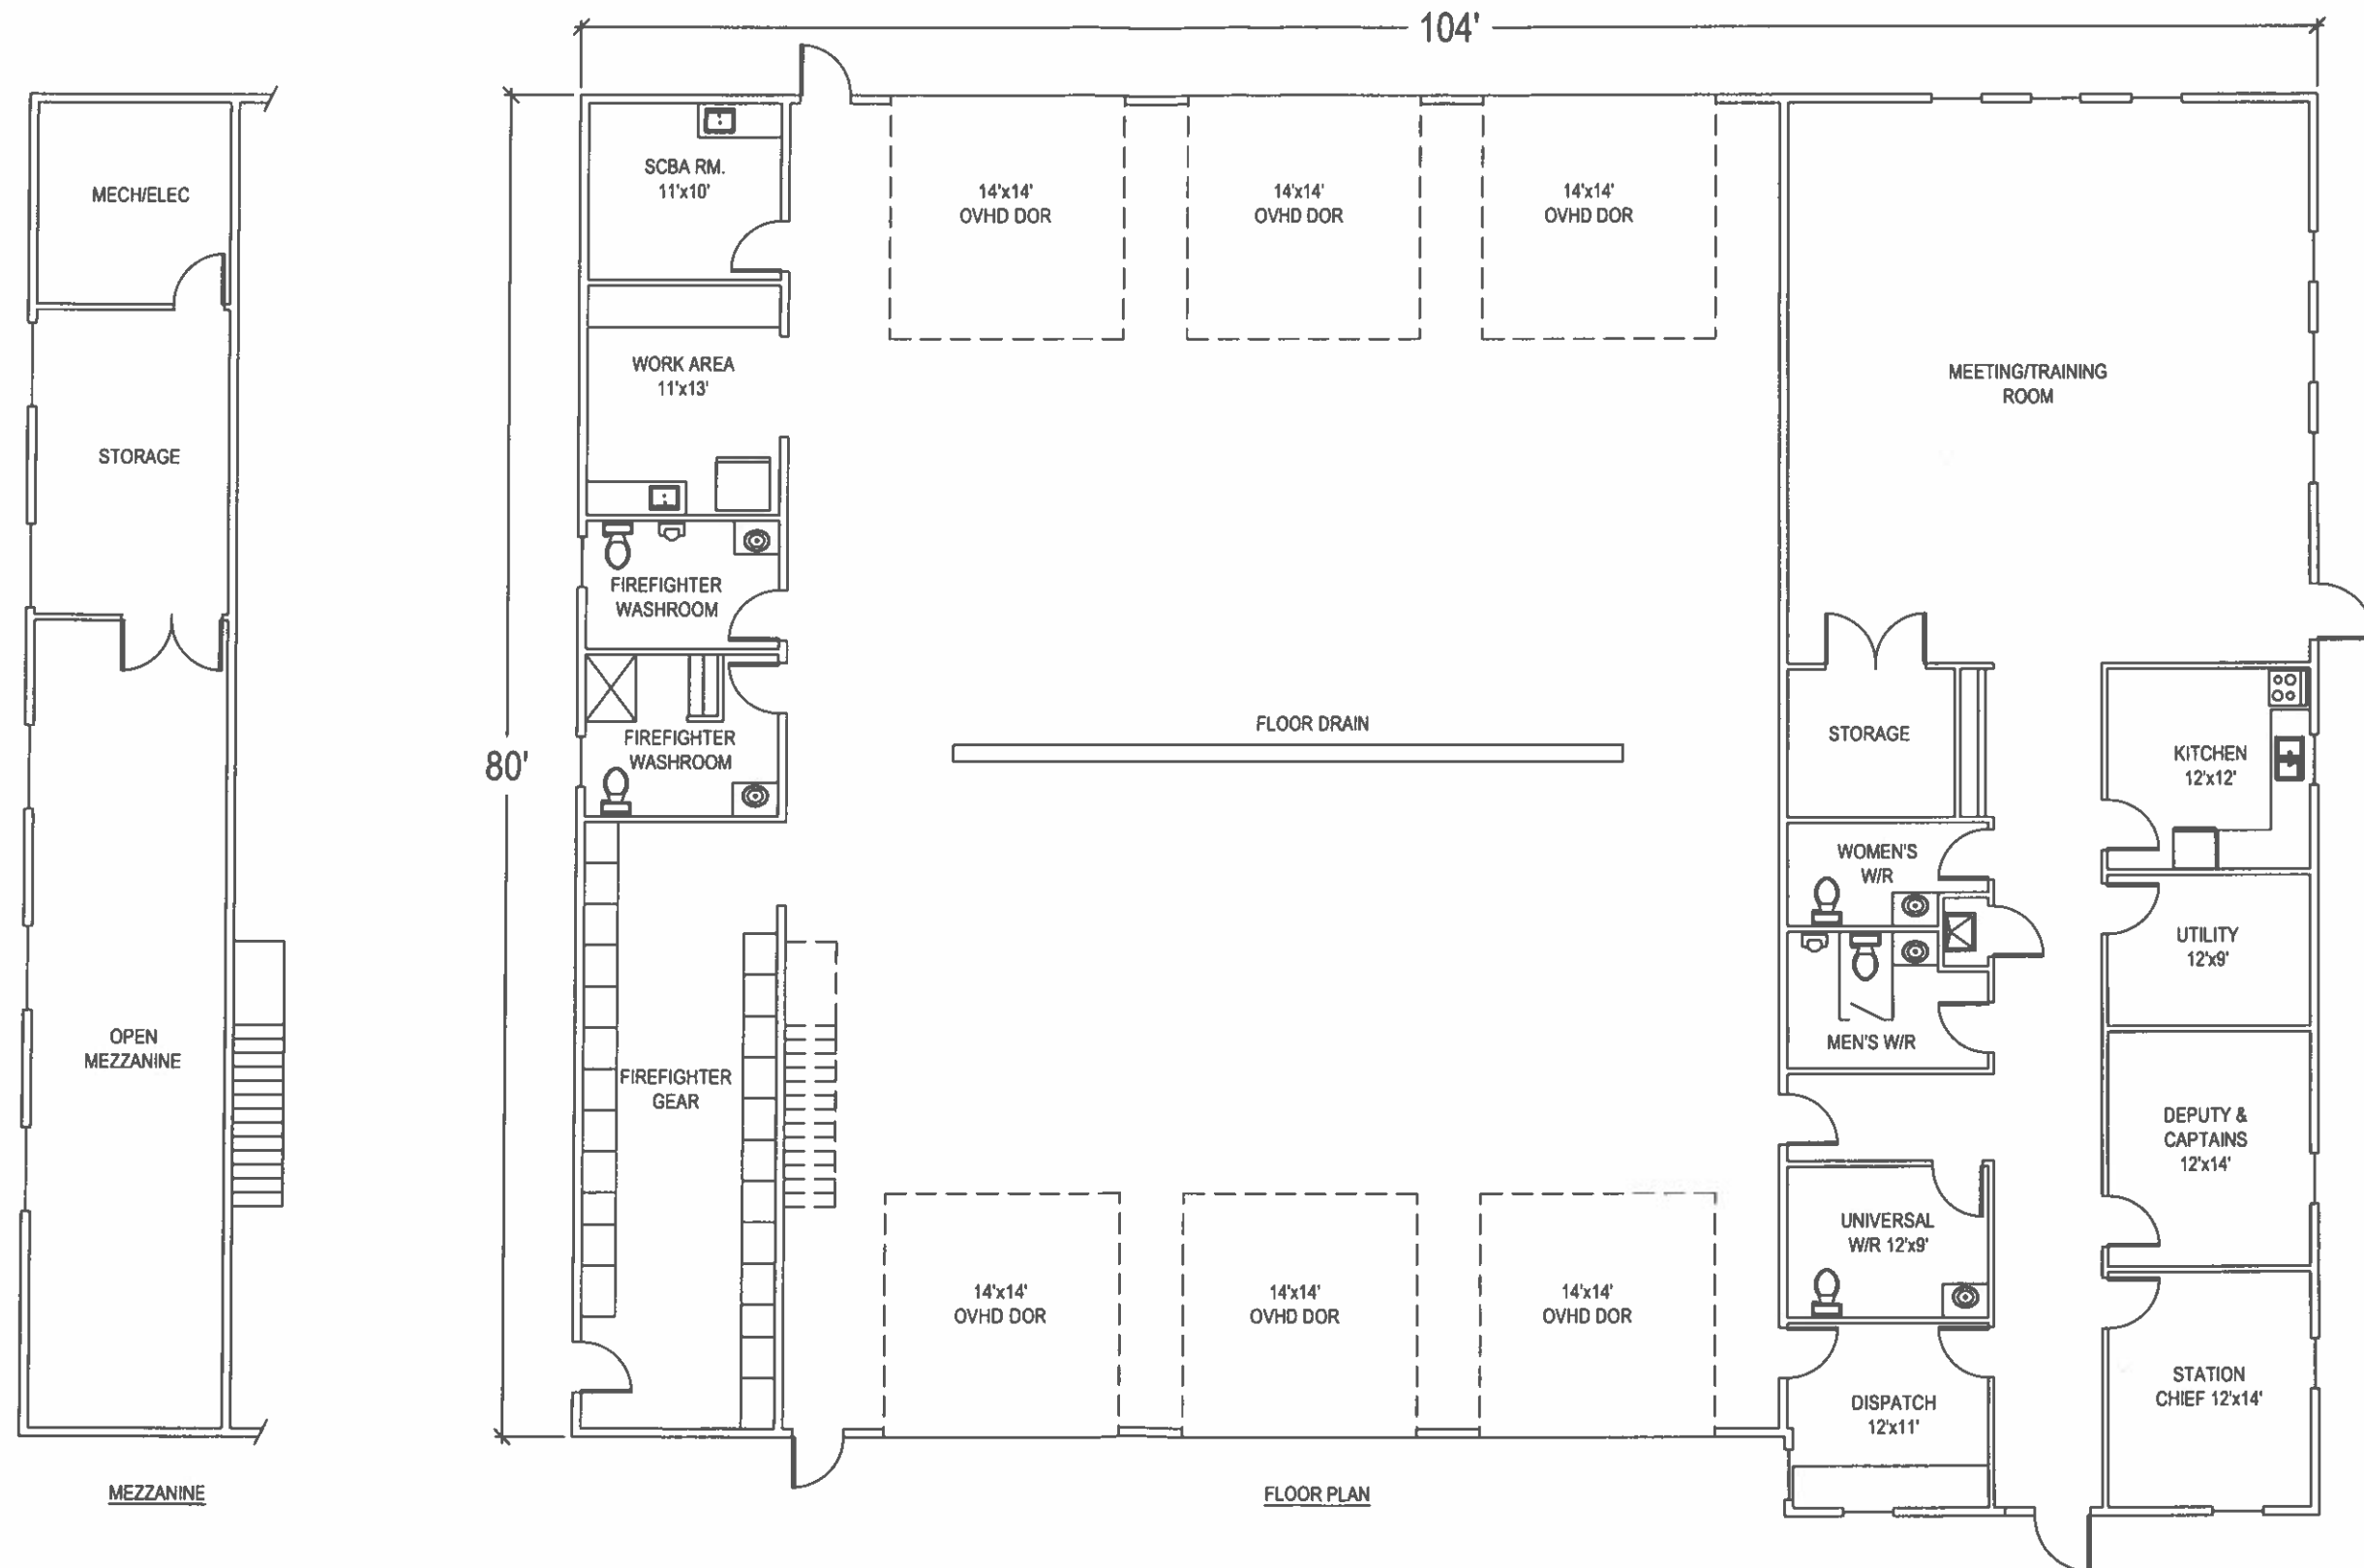 104'
MECH/ELEC
STORAGE
OPEN
MEZZANINE
MEZZANINE
80'
SCBA RM.
11'x10'
WORK AREA
11'x13'
FIREFIGHTER
WASHROOM
FIREFIGHTER
WASHROOM
FIREFIGHTER
GEAR
14'x14'
OVHD DOR
14'x14'
OVHD DOR
14'x14'
OVHD DOR
FLOOR DRAIN
14'x14'
OVHD DOR
14'x14'
OVHD DOR
14'x14'
OVHD DOR
FLOOR PLAN
MEETING/TRAINING
ROOM
STORAGE
KITCHEN
12'x12'
WOMEN'S
W/R
UTILITY
12'x9'
MEN'S W/R
DEPUTY &
CAPTAINS
12'x14'
UNIVERSAL
W/R 12'x9'
DISPATCH
12'x11'
STATION
CHIEF 12'x14'